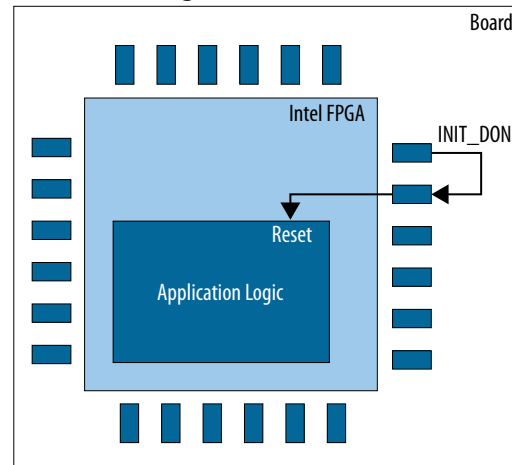 Board
Intel FPGA
INIT_DON
Reset
Application Logic